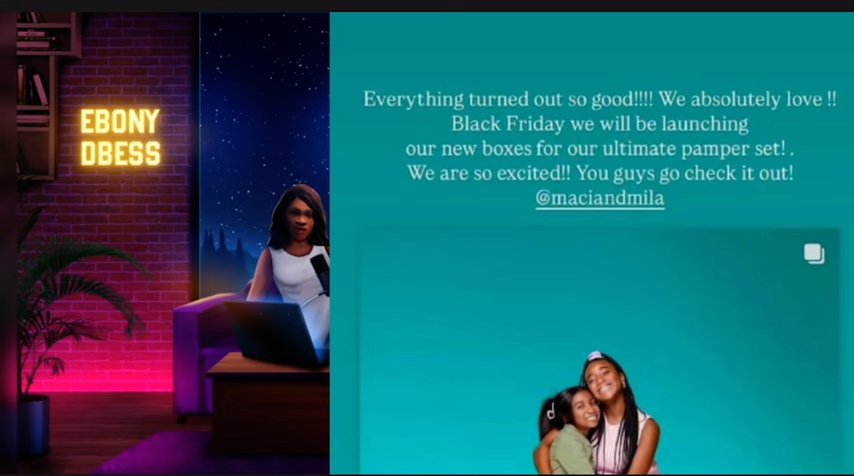 EBONY
DBESS
Everything turned out so good!!!! We absolutely love !!
Black Friday we will be launching
our new boxes for our ultimate pamper set! .
We are so excited!! You guys go check it out!
@maciandmila